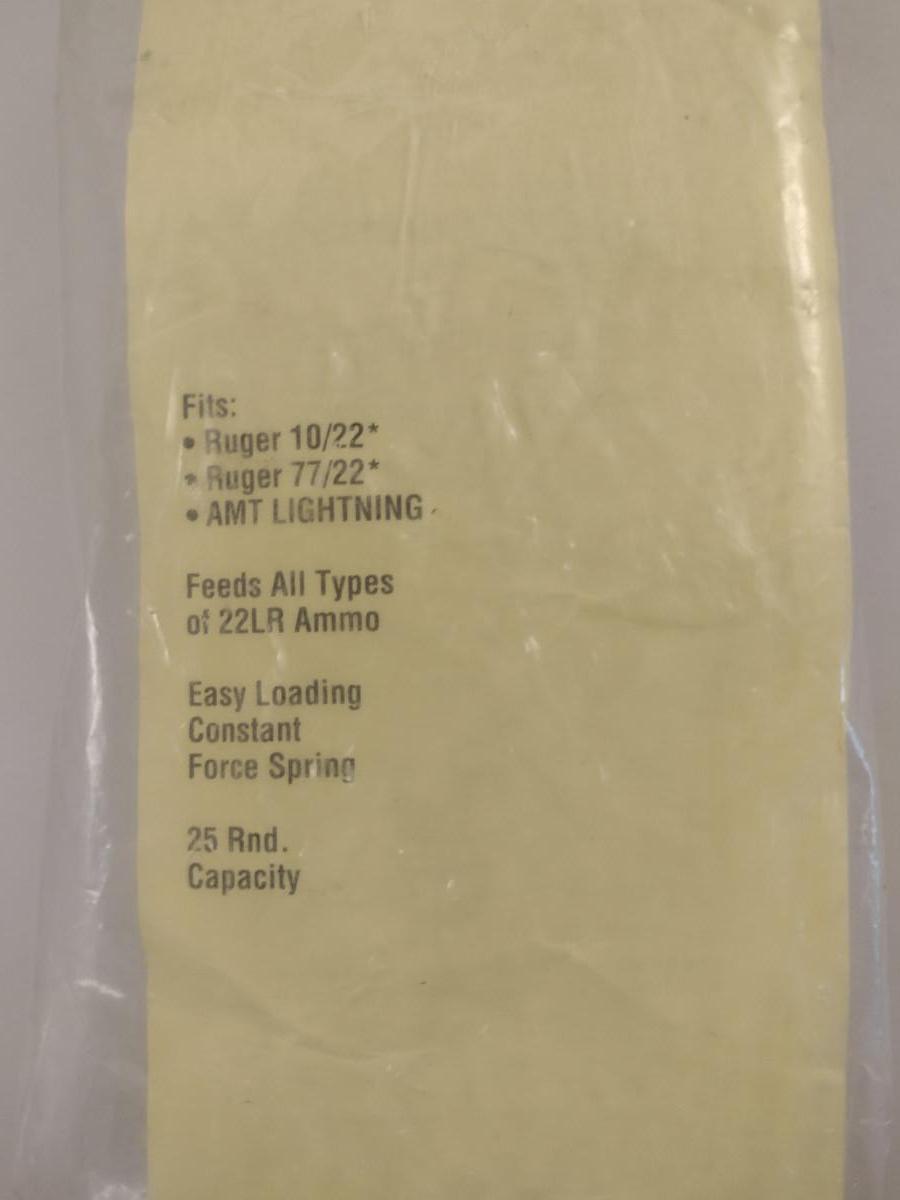 Fits:
• Ruger 10/22*
• Ruger 77/22*
• AMT LIGHTNING
Feeds All Types
of 22LR Ammo
Easy Loading
Constant
Force Spring
25 Rnd.
Capacity